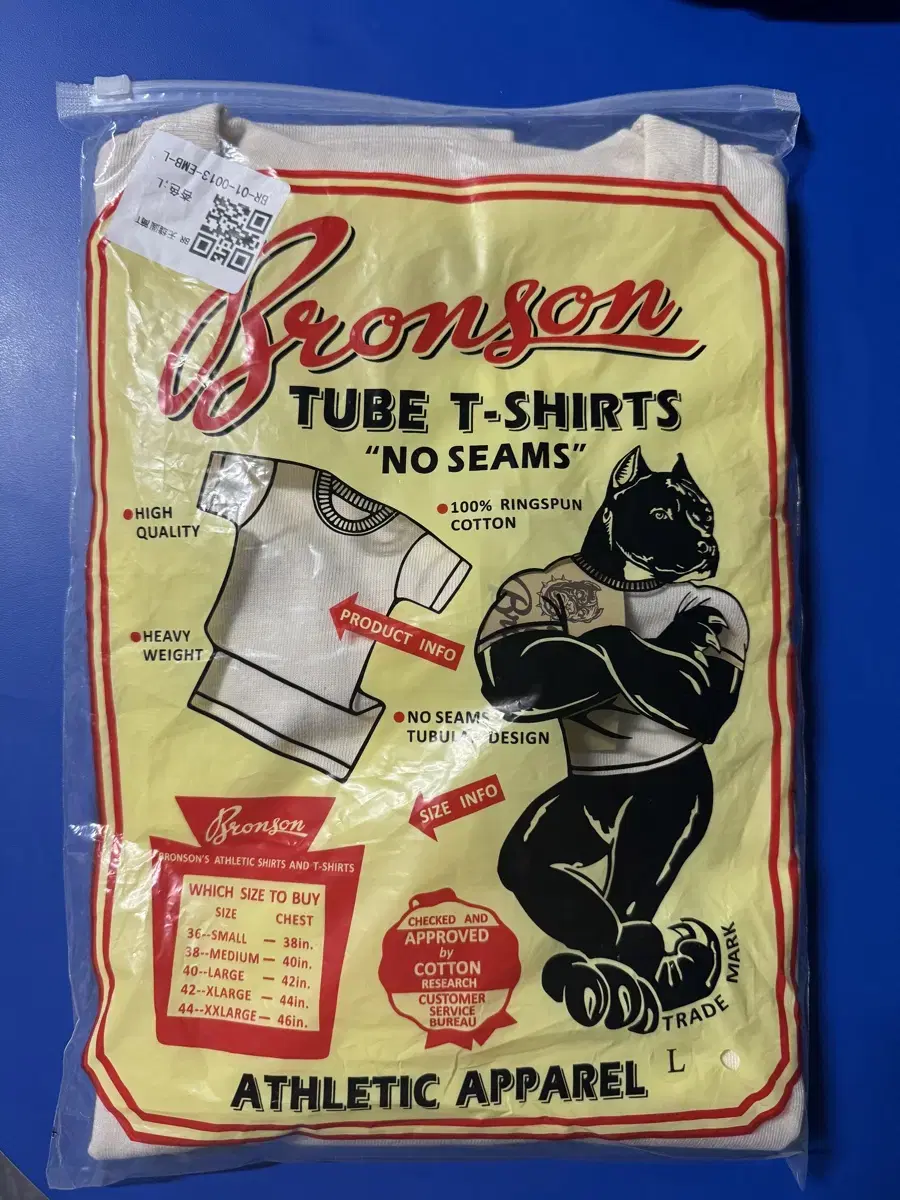 BR-01-0013-EMB-L
杏色:L
Bronson
TUBE T-SHIRTS
"NO SEAMS"
HIGH
QUALITY
100% RINGSPUN
COTTON
PRODUCT INFO
HEAVY
WEIGHT
NO SEAMS
TUBULA DESIGN
SIZE INFO
Bronson
BRONSON'S ATHLETIC SHIRTS AND T-SHIRTS
WHICH SIZE TO BUY
SIZE CHEST
36--SMALL — 38in.
38--MEDIUM — 40in.
40--LARGE — 42in.
42--XLARGE — 44in.
44--XXLARGE — 46in.
CHECKED AND
APPROVED
by
COTTON
RESEARCH
CUSTOMER
SERVICE
BUREAU
TRADE MARK
ATHLETIC APPAREL
L